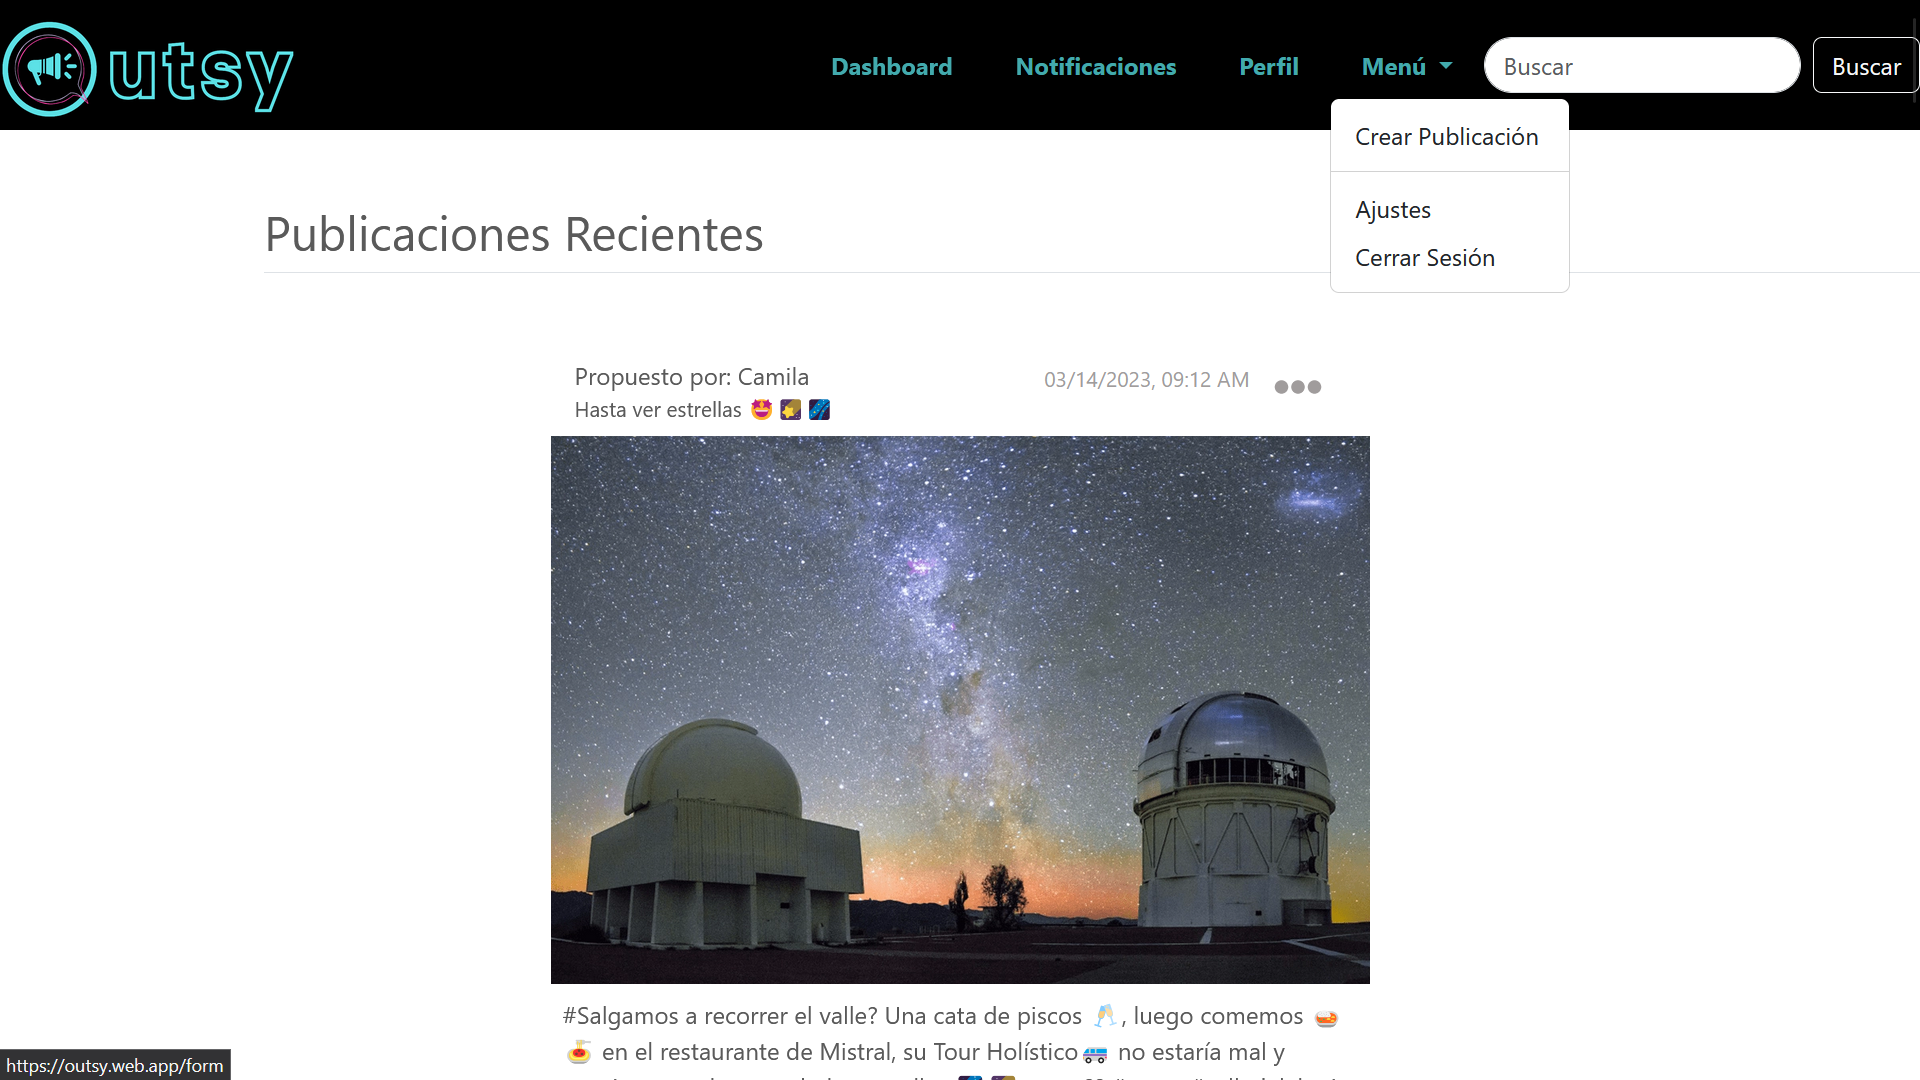 utsy
Dashboard
Notificaciones
Perfil
Menú
Buscar
Buscar
Crear Publicación
Ajustes
Cerrar Sesión
Publicaciones Recientes
Propuesto por: Camila
03/14/2023, 09:12 AM
Hasta ver estrellas 🤩🌠🌌
#Salgamos a recorrer el valle? Una cata de piscos 🥂, luego comemos 🍛
🍝 en el restaurante de Mistral, su Tour Holístico🚐 no estaría mal y
https://outsy.web.app/form